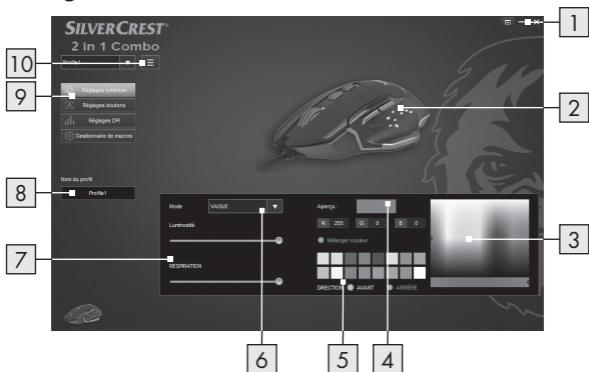 SILVERCREST®
2 in 1 Combo
1
10
Profile1
9
Réglages lumineux
Réglages boutons
Réglages DPI
Gestionnaire de macros
2
Nom du profil
8
Profile1
Mode
VAGUE
Aperçu :
4
R 255 G 0 B 0
3
Luminosité
Mélanger couleur
7
RESPIRATION
DIRECTION AVANT ARRIÈRE
6
5